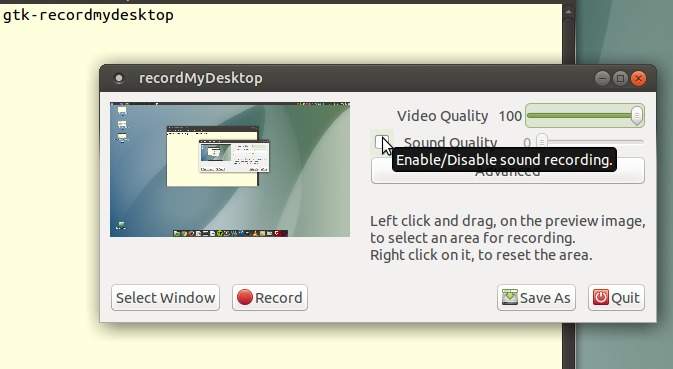 gtk-recordmydesktop
recordMyDesktop
Video Quality 100
Sound Quality 0
Enable/Disable sound recording.
Advanced
Left click and drag, on the preview image,
to select an area for recording.
Right click on it, to reset the area.
Select Window Record Save As Quit